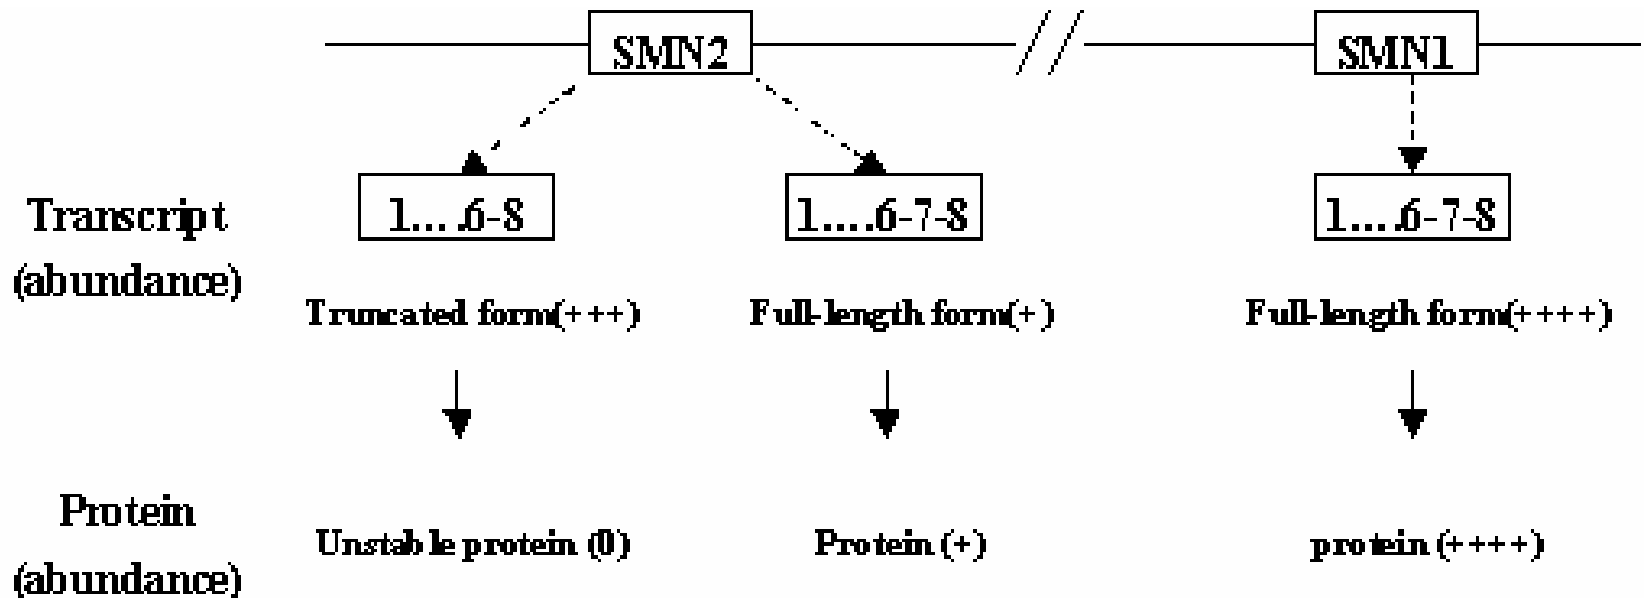 SMN2 SMN1
1....6-8 1....6-7-8 1....6-7-8
Transcript
(abundance)
Truncated form(+++) Full-length form(+) Full-length form(++++)
Protein
(abundance)
Unstable protein (0) Protein (+) protein (++++)